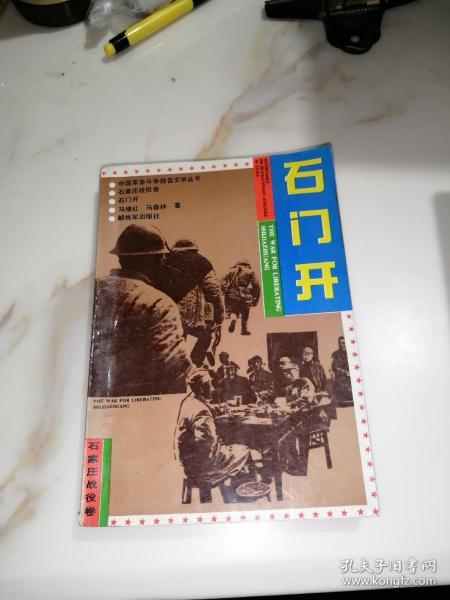 中国革命斗争报告文学丛书
石家庄战役卷
石门开
马春林 著
解放军出版社
石门开
THE WAR FOR LIBERATING
SHIJIAZHUANG
THE WAR FOR LIBERATING
SHIJIAZHUANG
石家庄战役卷
孔夫子旧书网
www.kongfz.com